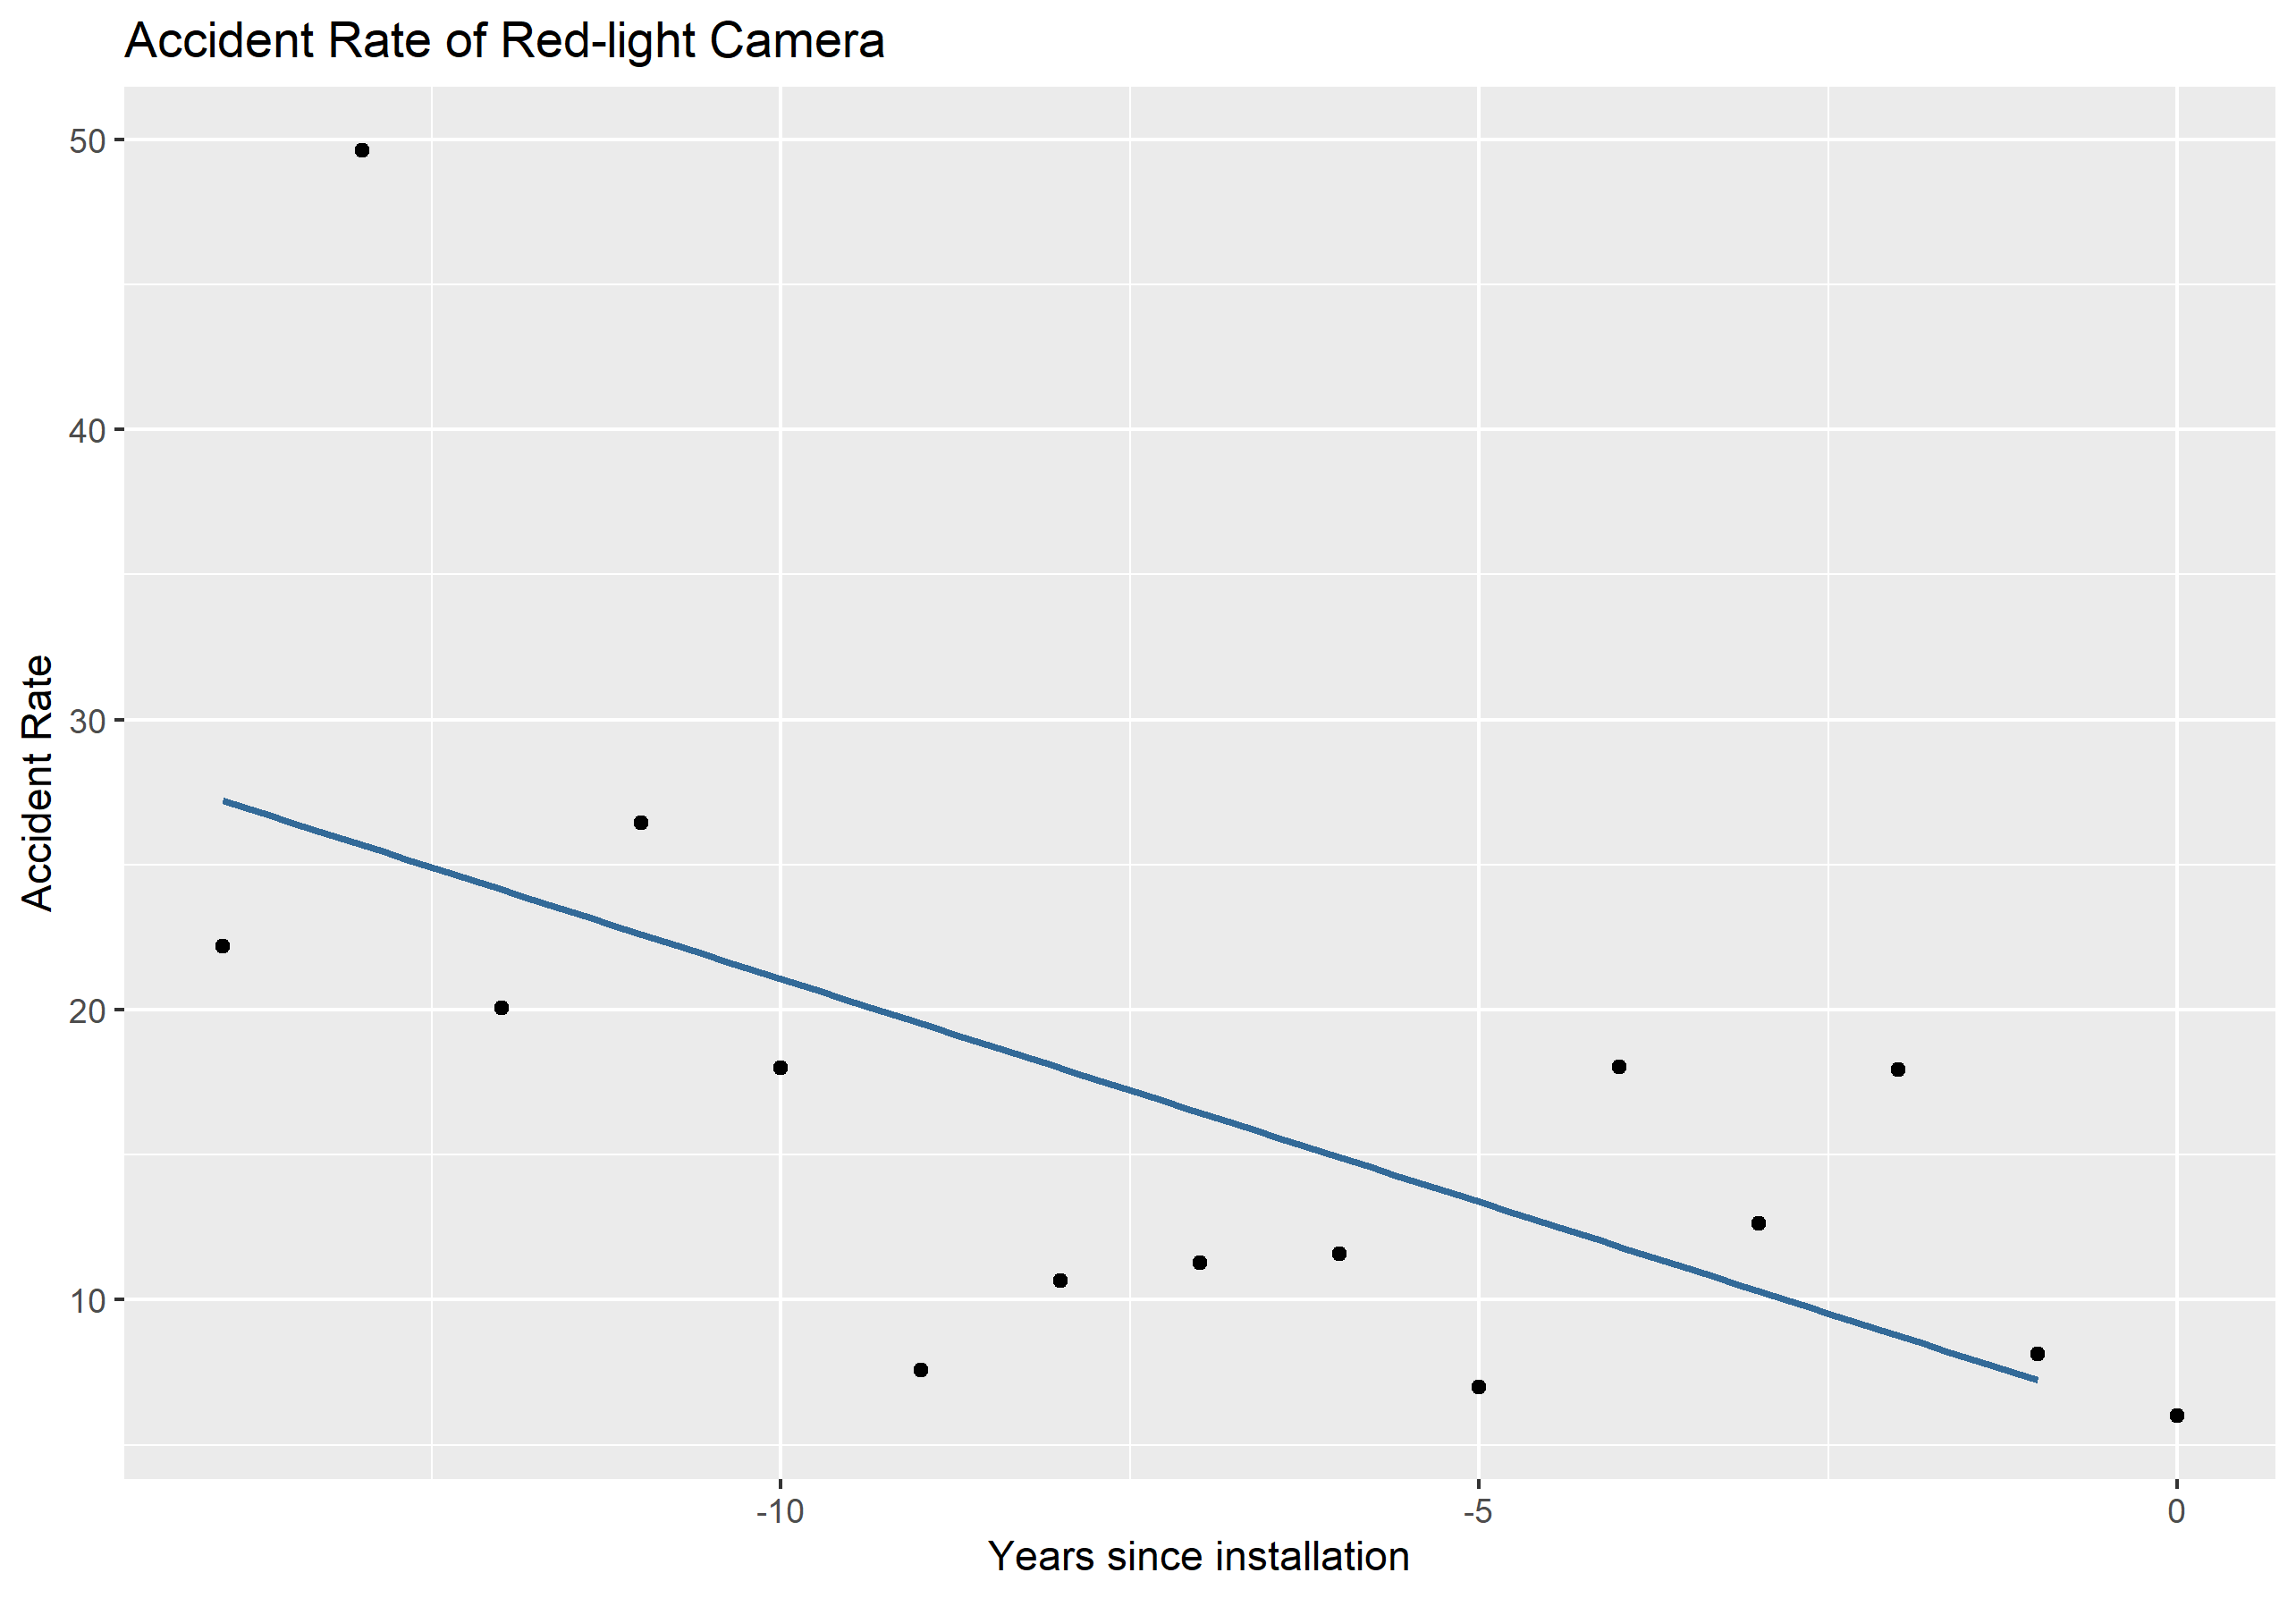 Accident Rate of Red-light Camera
50
40
30
20
10
Accident Rate
-10
-5
0
Years since installation